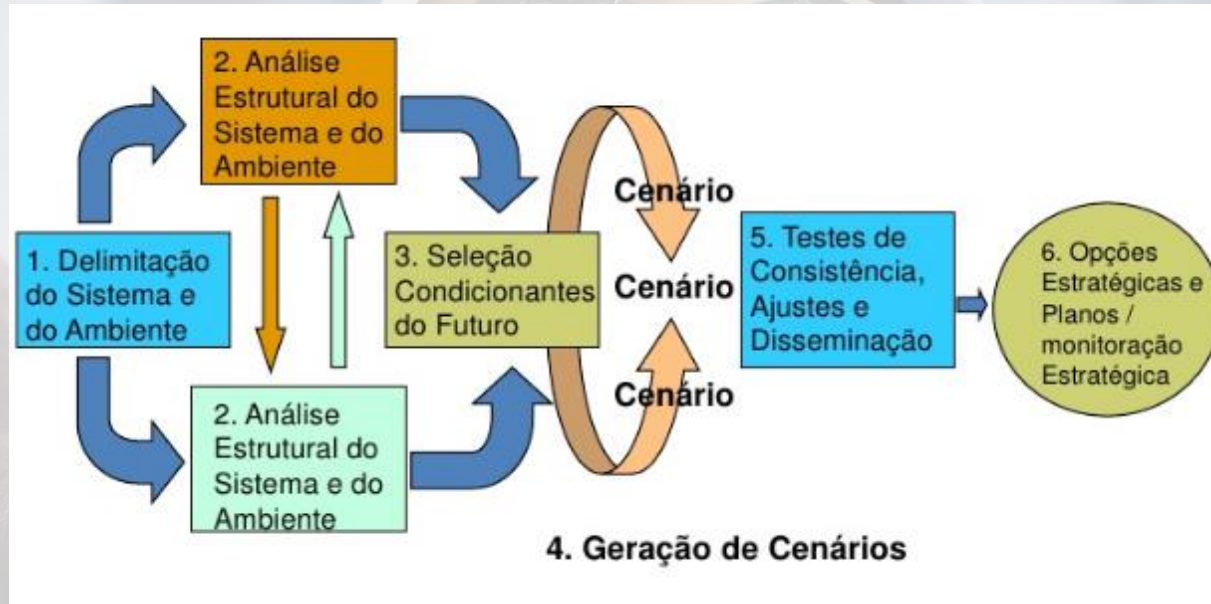 2. Análise
Estrutural do
Sistema e do
Ambiente
1. Delimitação
do Sistema e
do Ambiente
2. Análise
Estrutural do
Sistema e do
Ambiente
3. Seleção
Condicionantes
do Futuro
Cenário
Cenário
Cenário
4. Geração de Cenários
5. Testes de
Consistência,
Ajustes e
Disseminação
6. Opções
Estratégicas e
Planos /
monitoração
Estratégica